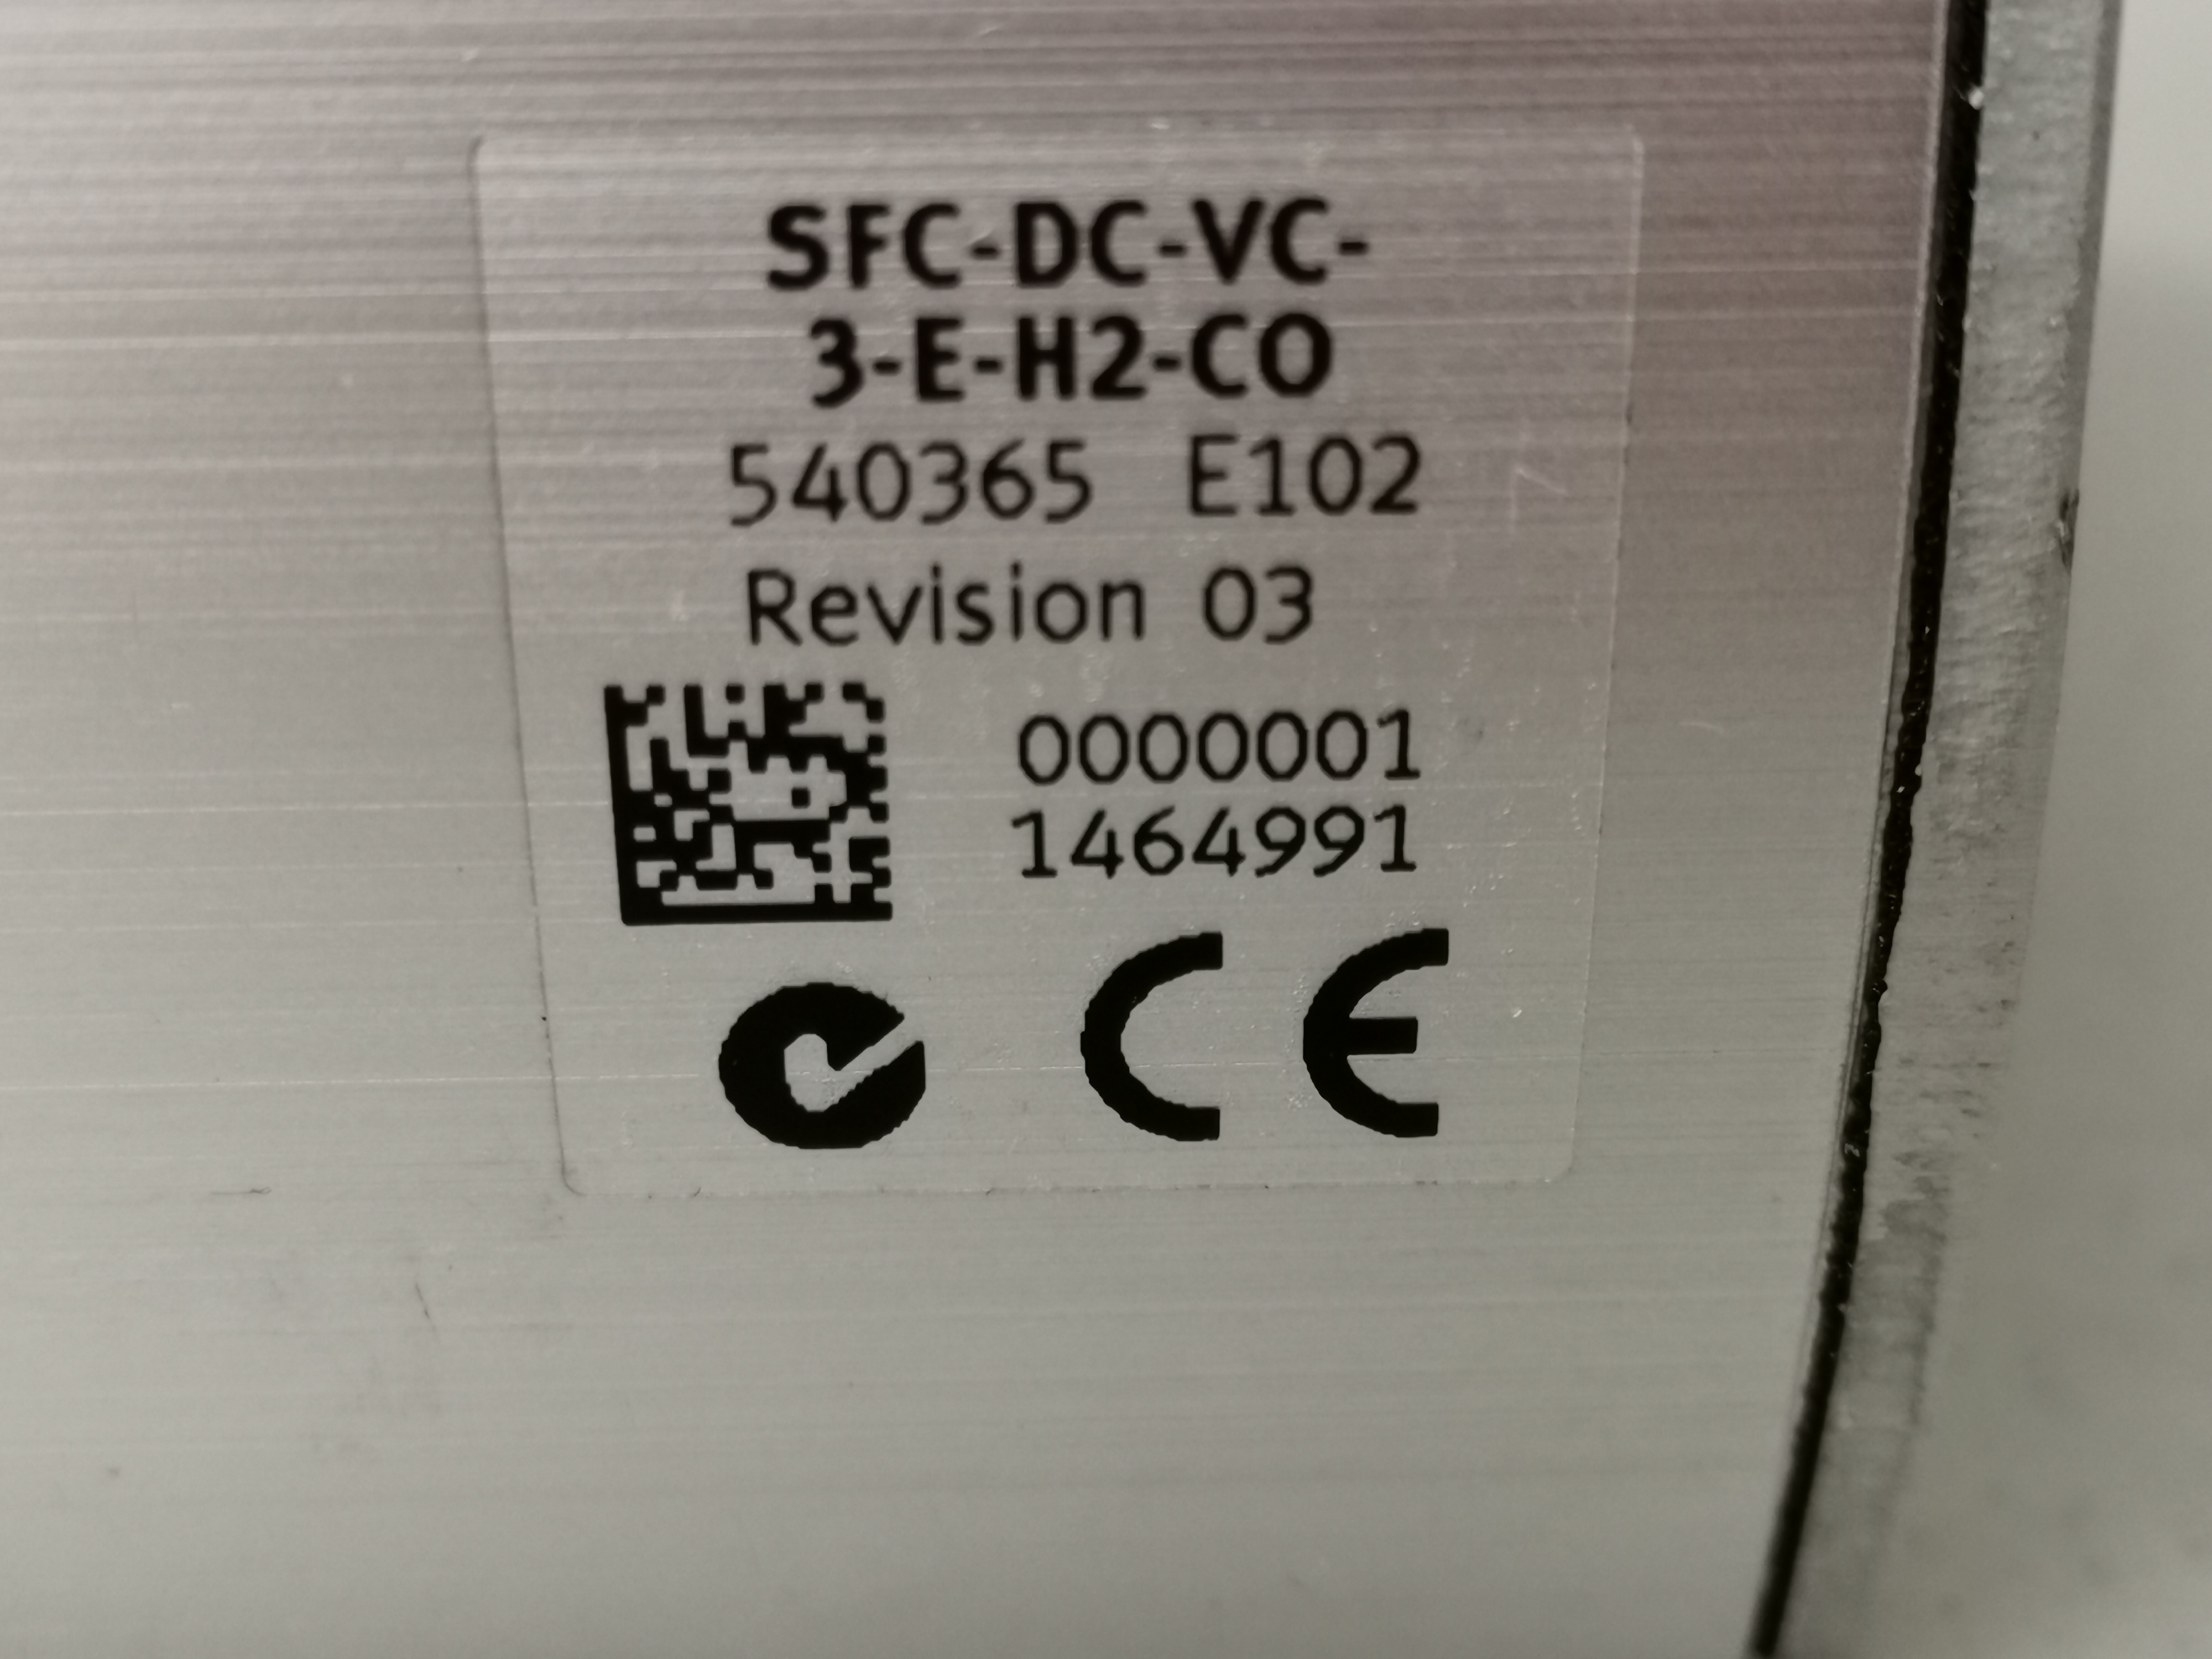 SFC-DC-VC-
3-E-H2-CO
540365 E102
Revision 03
0000001
1464991
CE